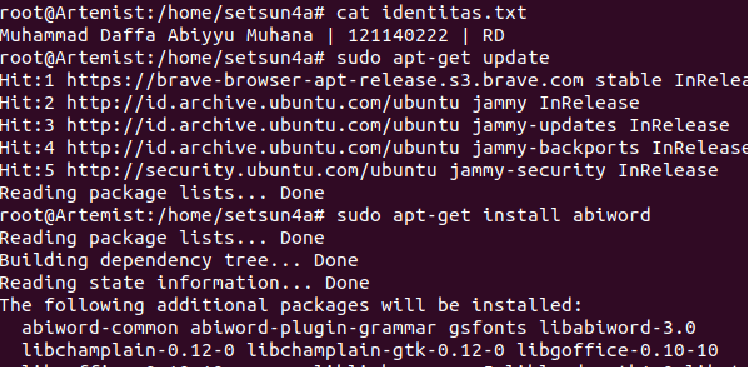 root@Artemist:/home/setsun4a# cat identitas.txt
Muhammad Daffa Abiyyu Muhana | 121140222 | RD
root@Artemist:/home/setsun4a# sudo apt-get update
Hit:1 https://brave-browser-apt-release.s3.brave.com stable InRelea
Hit:2 http://id.archive.ubuntu.com/ubuntu jammy InRelease
Hit:3 http://id.archive.ubuntu.com/ubuntu jammy-updates InRelease
Hit:4 http://id.archive.ubuntu.com/ubuntu jammy-backports InRelease
Hit:5 http://security.ubuntu.com/ubuntu jammy-security InRelease
Reading package lists... Done
root@Artemist:/home/setsun4a# sudo apt-get install abiword
Reading package lists... Done
Building dependency tree... Done
Reading state information... Done
The following additional packages will be installed:
abiword-common abiword-plugin-grammar gsfonts libabiword-3.0
libchamplain-0.12-0 libchamplain-gtk-0.12-0 libgoffice-0.10-10